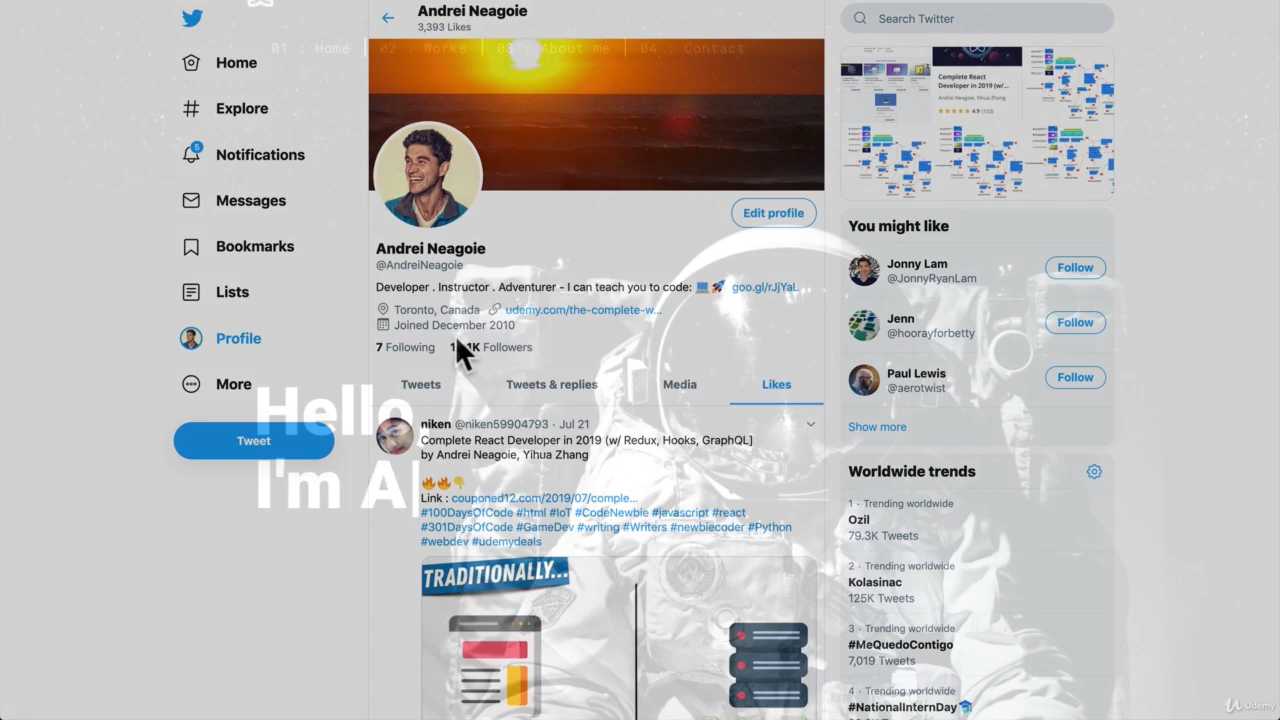 Andrei Neagoie
3,393 Likes
Search Twitter
01 : Home | 02 : Works | 03 : About me | 04 : Contact
Home
Explore
5
Notifications
Messages
Bookmarks
Lists
Profile
More
Tweet
Hello
I'm A|
Edit profile
Andrei Neagoie
@AndreiNeagoie
Developer . Instructor . Adventurer - I can teach you to code: 💻 🚀 goo.gl/rJjYaL
Toronto, Canada udemy.com/the-complete-w...
Joined December 2010
7 Following Followers
Tweets Tweets & replies Media Likes
niken @niken59904793 · Jul 21
Complete React Developer in 2019 (w/ Redux, Hooks, GraphQL]
by Andrei Neagoie, Yihua Zhang
🔥🔥👇
Link : couponed12.com/2019/07/comple...
#100DaysOfCode #html #IoT #CodeNewbie #javascript #react
#301DaysOfCode #GameDev #writing #Writers #newbiecoder #Python
#webdev #udemydeals
TRADITIONALLY...
Complete React
Developer in 2019 (w/...
Andrei Neagoie, Yihua Zhang
4.9 (153)
You might like
Jonny Lam
@JonnyRyanLam
Follow
Jenn
@hoorayforbetty
Follow
Paul Lewis
@aerotwist
Follow
Show more
Worldwide trends
1 · Trending worldwide
Ozil
79.3K Tweets
2 · Trending worldwide
Kolasinac
125K Tweets
3 · Trending worldwide
#MeQuedoContigo
7,019 Tweets
4 · Trending worldwide
#NationalInternDay
Udemy